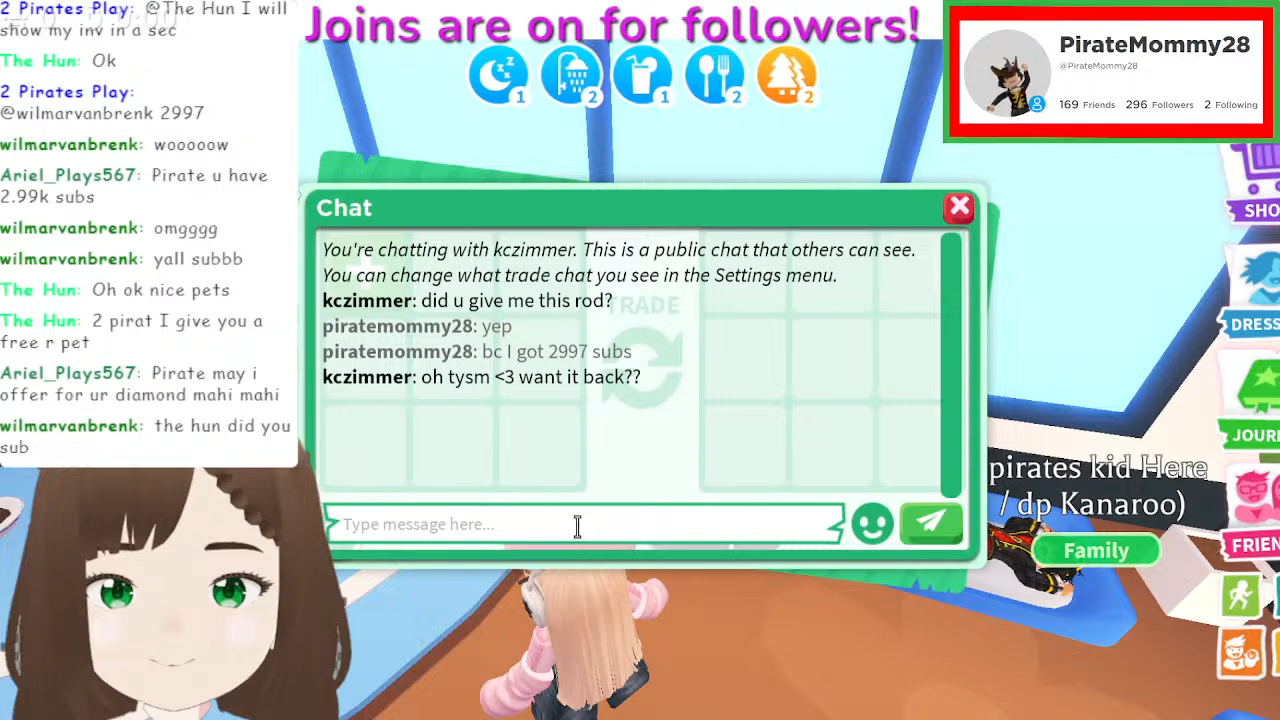 2 Pirates Play: @The Hun I will
show my inv in a sec
The Hun: Ok
2 Pirates Play:
@wilmarvanbrenk 2997
wilmarvanbrenk: wooooow
Ariel_Plays567: Pirate u have
2.99k subs
wilmarvanbrenk: omgggg
wilmarvanbrenk: yall subbb
The Hun: Oh ok nice pets
The Hun: 2 pirat I give you a
free r pet
Ariel_Plays567: Pirate may i
offer for ur diamond mahi mahi
wilmarvanbrenk: the hun did you
sub
Joins are on for followers!
1
2
1
2
2
PirateMommy28
@PirateMommy28
169 Friends 296 Followers 2 Following
Chat
You're chatting with kczimmer. This is a public chat that others can see.
You can change what trade chat you see in the Settings menu.
kczimmer: did u give me this rod?
TRADE
piratemommy28: yep
piratemommy28: bc I got 2997 subs
kczimmer: oh tysm <3 want it back??
Type message here...
SHO
DRESS
JOUR
FRIEN
pirates kid Here
/ dp Kanaroo)
Family